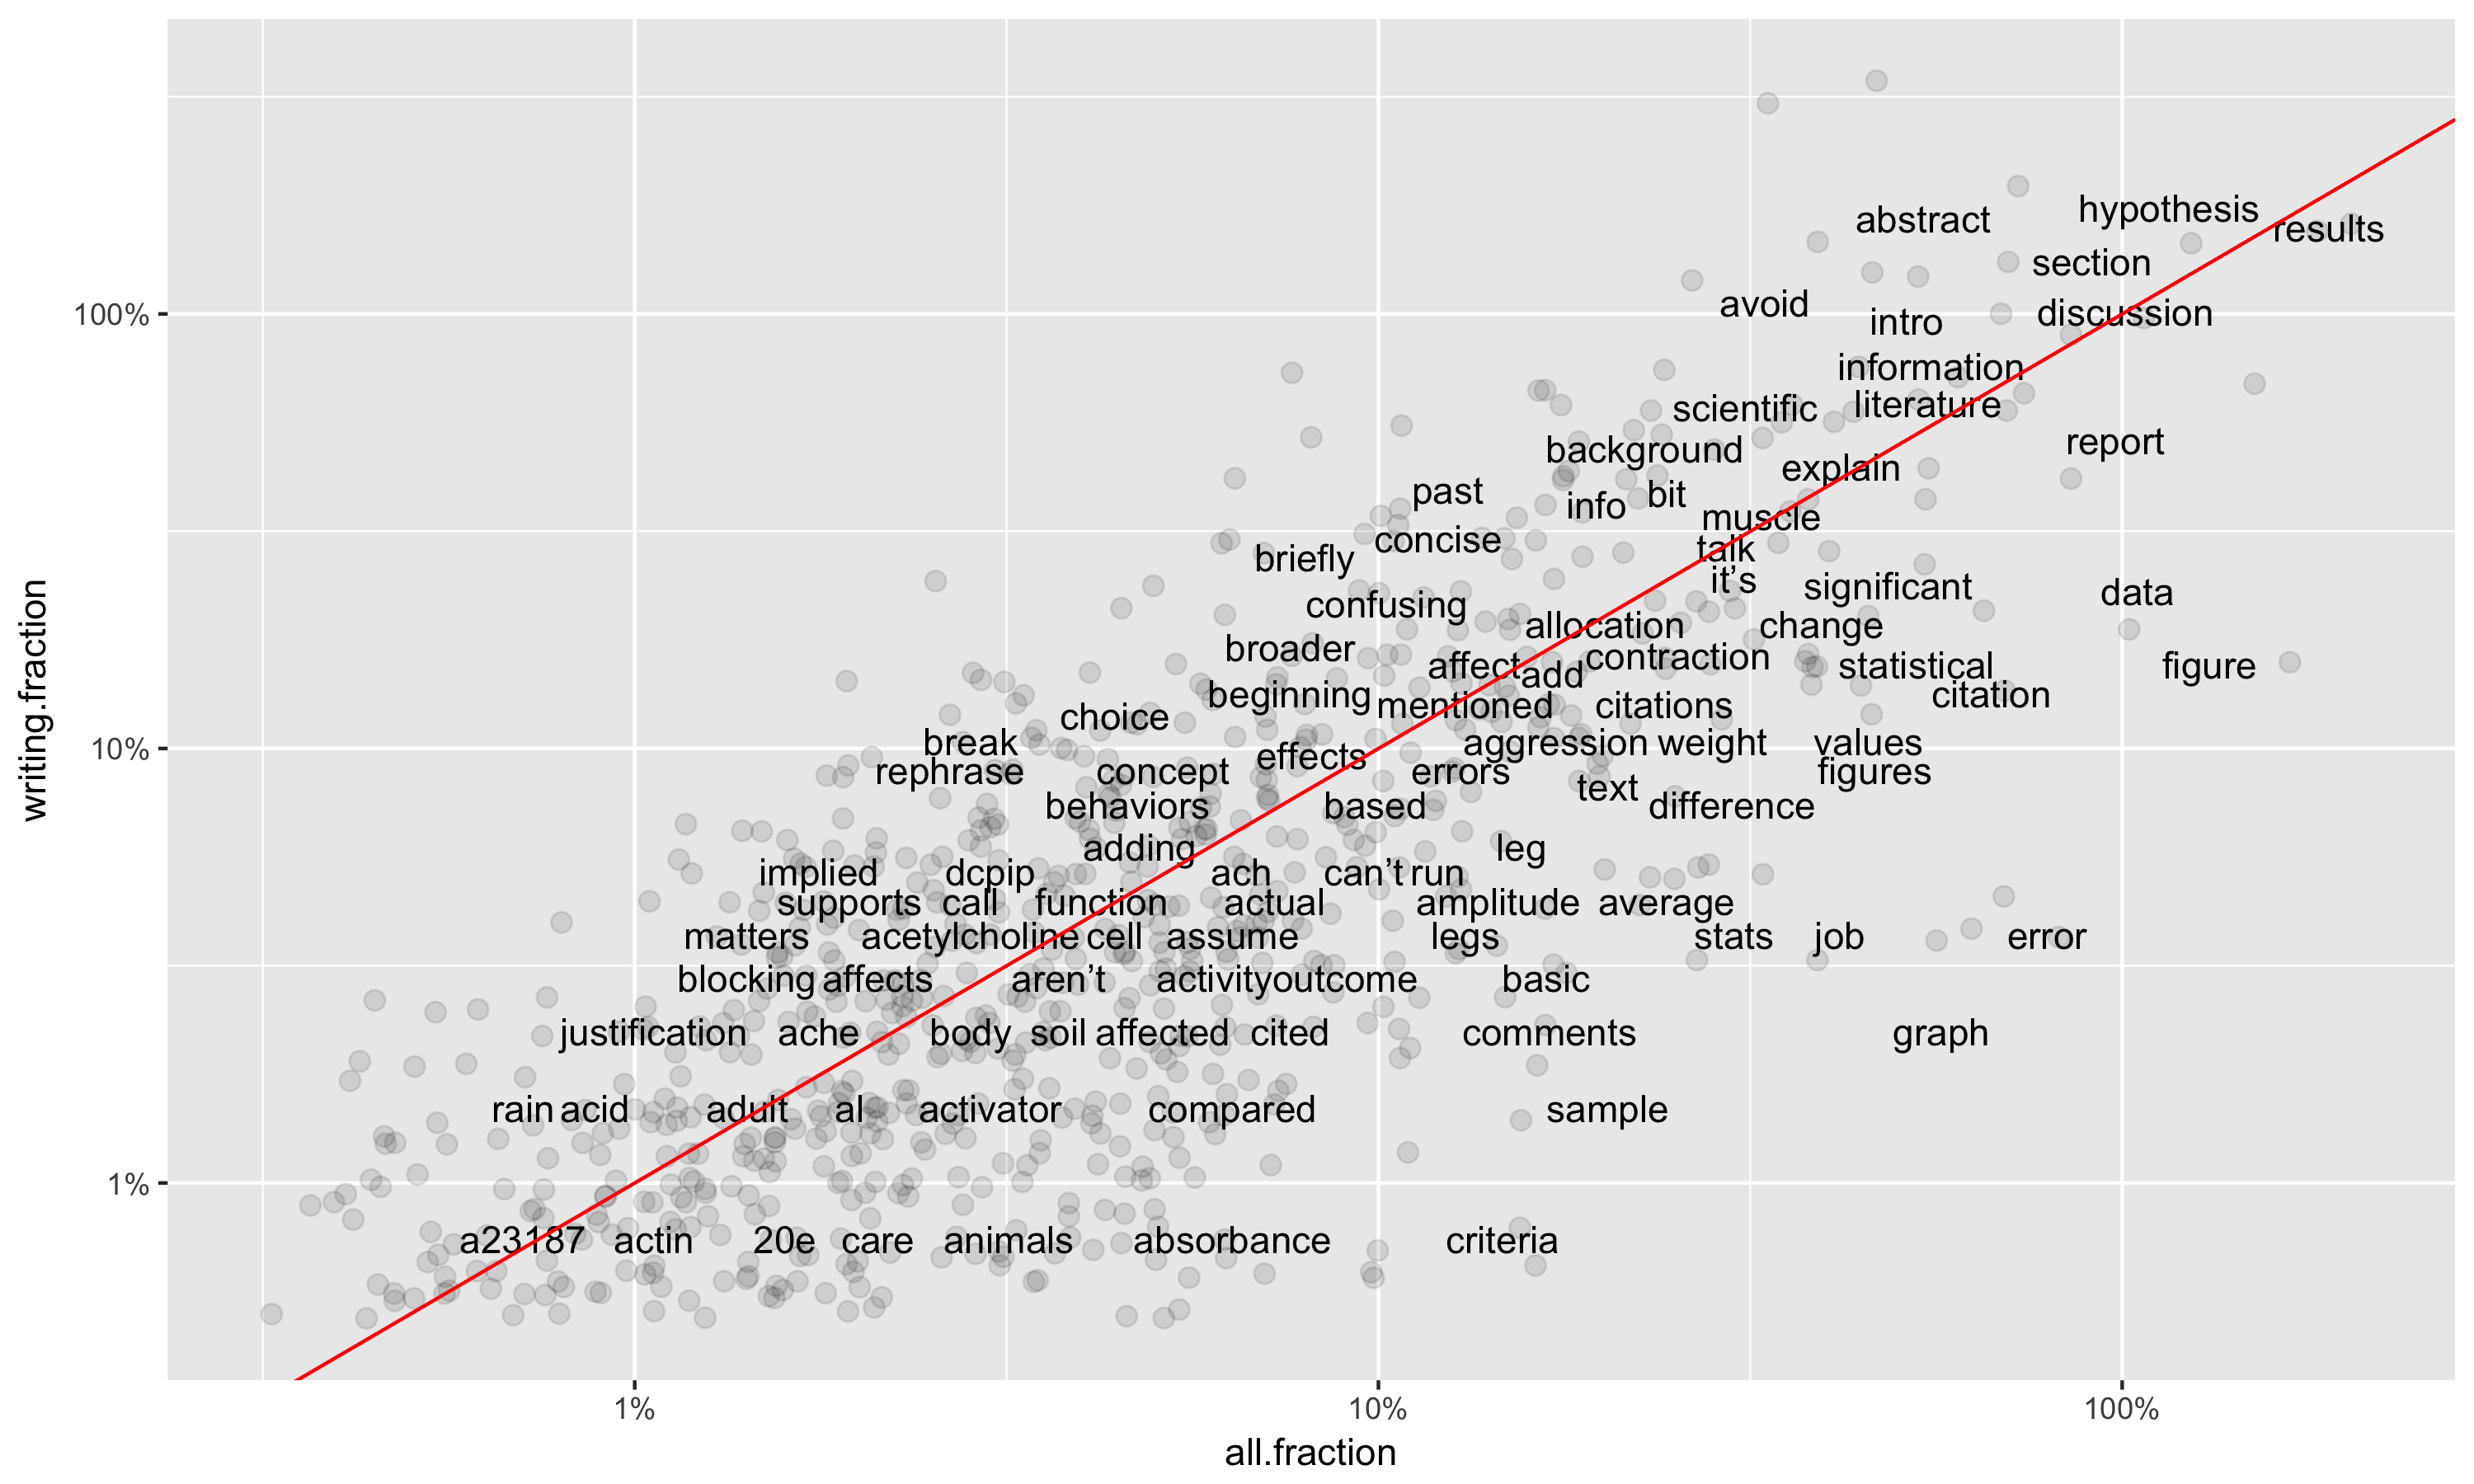 hypothesis
abstract
results
section
avoid
100%
discussion
intro
information
literature
scientific
report
background
explain
past
bit
info
muscle
concise
talk
briefly
it's
significant
data
confusing
allocation
change
broader
contraction
affect
statistical
figure
add
beginning
citation
mentioned
citations
choice
writing.fraction
10%
break
aggression
weight
values
effects
rephrase
concept
errors
figures
text
behaviors
based
difference
adding
leg
implied
dcpip
ach
can't
run
supports
call
function
actual
amplitude
average
matters
acetylcholine
cell
assume
legs
stats
job
error
blocking
affects
aren't
activity
outcome
basic
justification
ache
body
soil
affected
cited
comments
graph
rain
acid
adult
al
activator
compared
sample
1%
a23187
actin
20e
care
animals
absorbance
criteria
1%
10%
100%
all.fraction